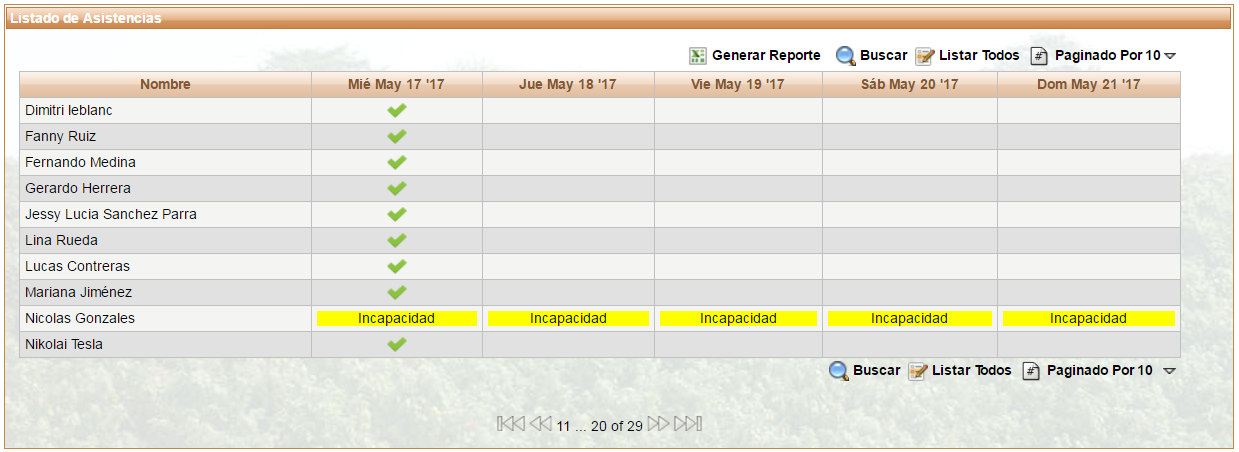 Listado de Asistencias
Generar Reporte Buscar Listar Todos # Paginado Por 10
Nombre Mié May 17 '17 Jue May 18 '17 Vie May 19 '17 Sáb May 20 '17 Dom May 21 '17
Dimitri leblanc
Fanny Ruiz
Fernando Medina
Gerardo Herrera
Jessy Lucia Sanchez Parra
Lina Rueda
Lucas Contreras
Mariana Jiménez
Nicolas Gonzales Incapacidad Incapacidad Incapacidad Incapacidad Incapacidad
Nikolai Tesla
Buscar Listar Todos # Paginado Por 10
11 ... 20 of 29